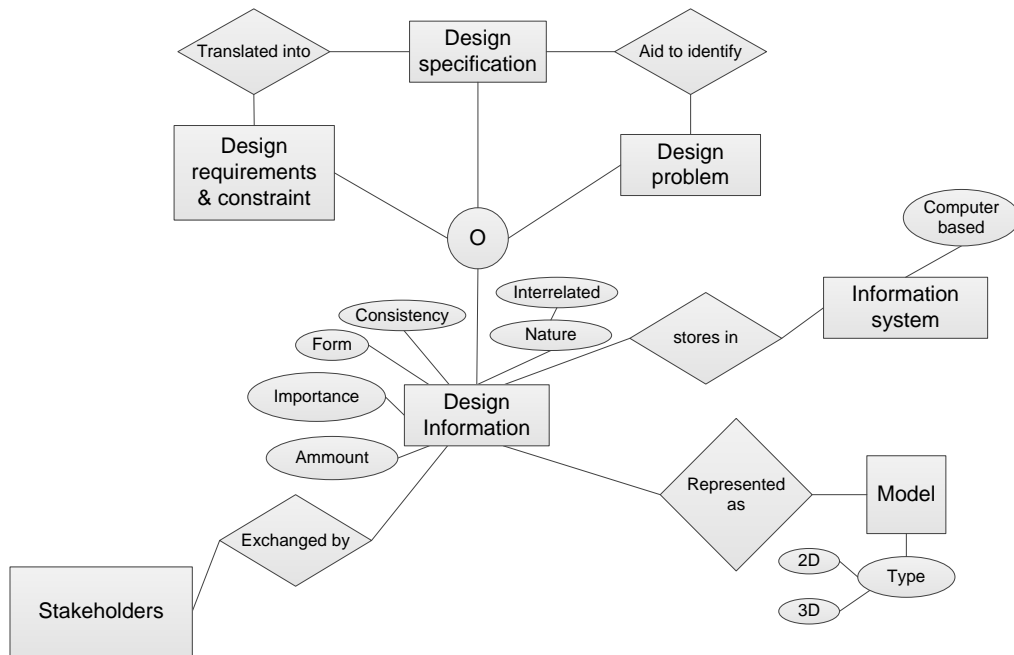 Translated into
Design
specification
Aid to identify
Design
requirements
& constraint
Design
problem
O
Computer
based
Interrelated
Information
system
Consistency
Nature
stores in
Form
Importance
Design
Information
Ammount
Represented
as
Model
Exchanged by
2D
Type
Stakeholders
3D